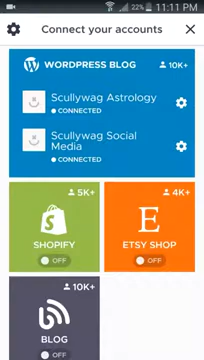 22% 11:11 PM
Connect your accounts
WORDPRESS BLOG 10K+
Scullywag Astrology
CONNECTED
Scullywag Social
Media
CONNECTED
5K+
SHOPIFY
OFF
4K+
E
ETSY SHOP
OFF
10K+
BLOG
OFF